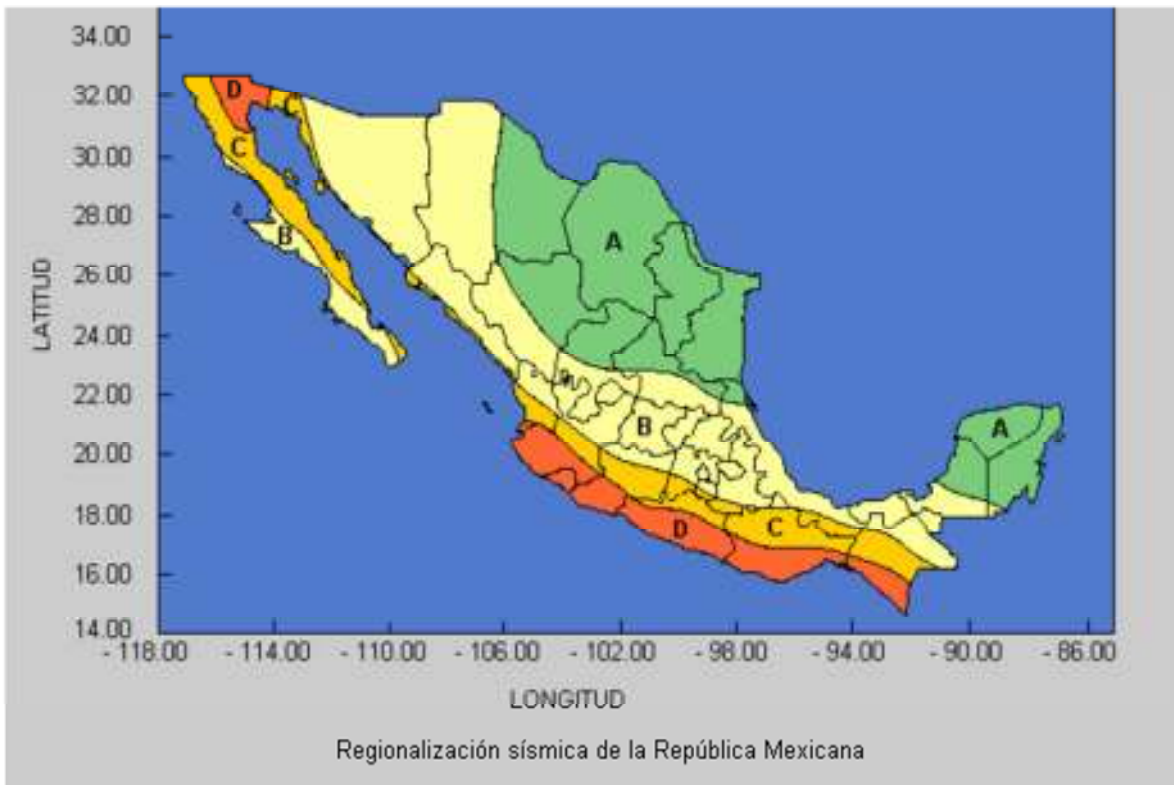 34.00
32.00
30.00
28.00
26.00
24.00
22.00
20.00
18.00
16.00
14.00
LATITUD
D
C
C
B
A
B
A
D
C
- 118.00 - 114.00 - 110.00 - 106.00 - 102.00 - 98.00 - 94.00 - 90.00 - 86.00
LONGITUD
Regionalización sísmica de la República Mexicana